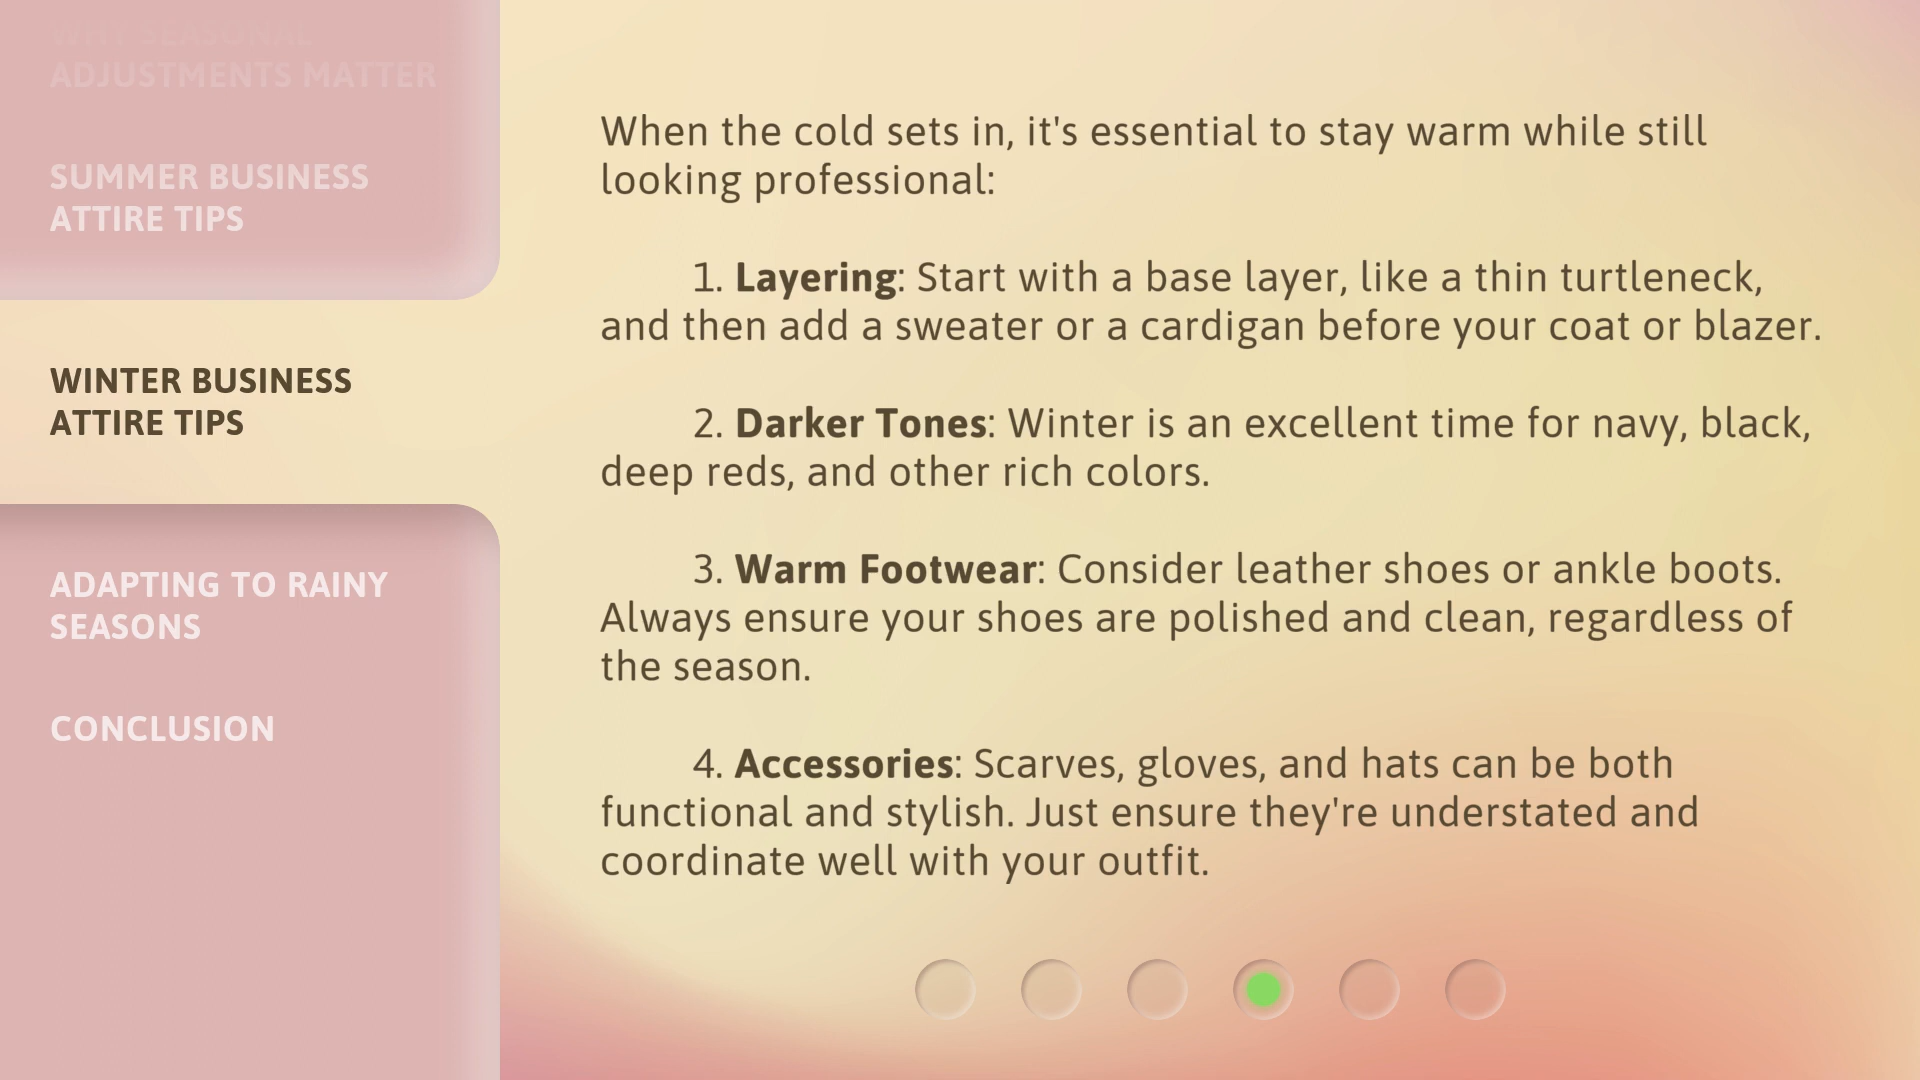 WHY SEASONAL
ADJUSTMENTS MATTER
SUMMER BUSINESS
ATTIRE TIPS
WINTER BUSINESS
ATTIRE TIPS
ADAPTING TO RAINY
SEASONS
CONCLUSION
When the cold sets in, it's essential to stay warm while still
looking professional:
1. Layering: Start with a base layer, like a thin turtleneck,
and then add a sweater or a cardigan before your coat or blazer.
2. Darker Tones: Winter is an excellent time for navy, black,
deep reds, and other rich colors.
3. Warm Footwear: Consider leather shoes or ankle boots.
Always ensure your shoes are polished and clean, regardless of
the season.
4. Accessories: Scarves, gloves, and hats can be both
functional and stylish. Just ensure they're understated and
coordinate well with your outfit.